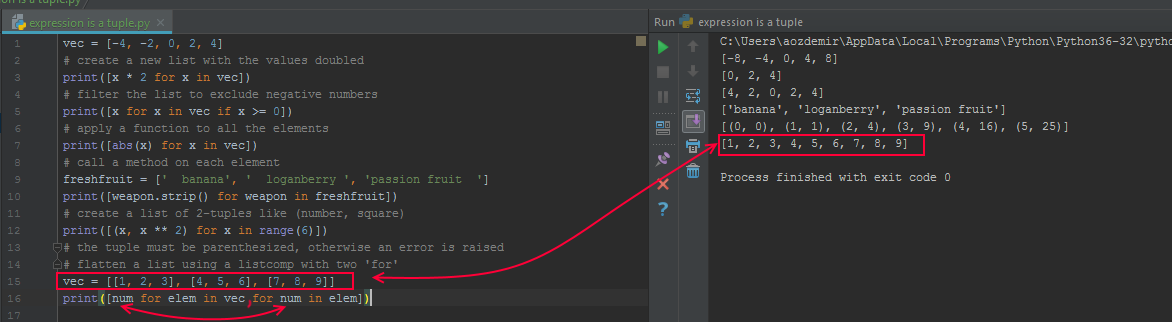 on is a tuple.py
expression is a tuple.py ×
1 vec = [-4, -2, 0, 2, 4]
2 # create a new list with the values doubled
3 print([x * 2 for x in vec])
4 # filter the list to exclude negative numbers
5 print([x for x in vec if x >= 0])
6 # apply a function to all the elements
7 print([abs(x) for x in vec])
8 # call a method on each element
9 freshfruit = ['  banana', '  loganberry ', 'passion fruit  ']
10 print([weapon.strip() for weapon in freshfruit])
11 # create a list of 2-tuples like (number, square)
12 print([(x, x ** 2) for x in range(6)])
13 # the tuple must be parenthesized, otherwise an error is raised
14 # flatten a list using a listcomp with two 'for'
15 vec = [[1, 2, 3], [4, 5, 6], [7, 8, 9]]
16 print([num for elem in vec for num in elem])
17
Run expression is a tuple
C:\Users\aozdemir\AppData\Local\Programs\Python\Python36-32\pytho
[-8, -4, 0, 4, 8]
[0, 2, 4]
[4, 2, 0, 2, 4]
['banana', 'loganberry', 'passion fruit']
[(0, 0), (1, 1), (2, 4), (3, 9), (4, 16), (5, 25)]
[1, 2, 3, 4, 5, 6, 7, 8, 9]
Process finished with exit code 0